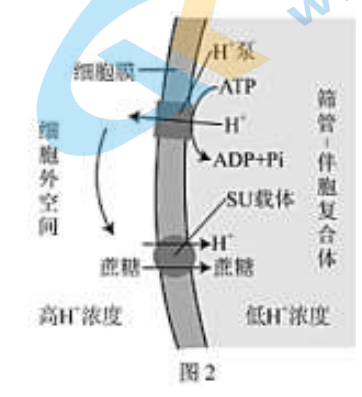 H⁺泵
细胞膜
ATP
H⁺
ADP+Pi
细胞外空间
筛管-伴胞复合体
SU载体
H⁺
蔗糖
蔗糖
高H⁺浓度
低H⁺浓度
图2